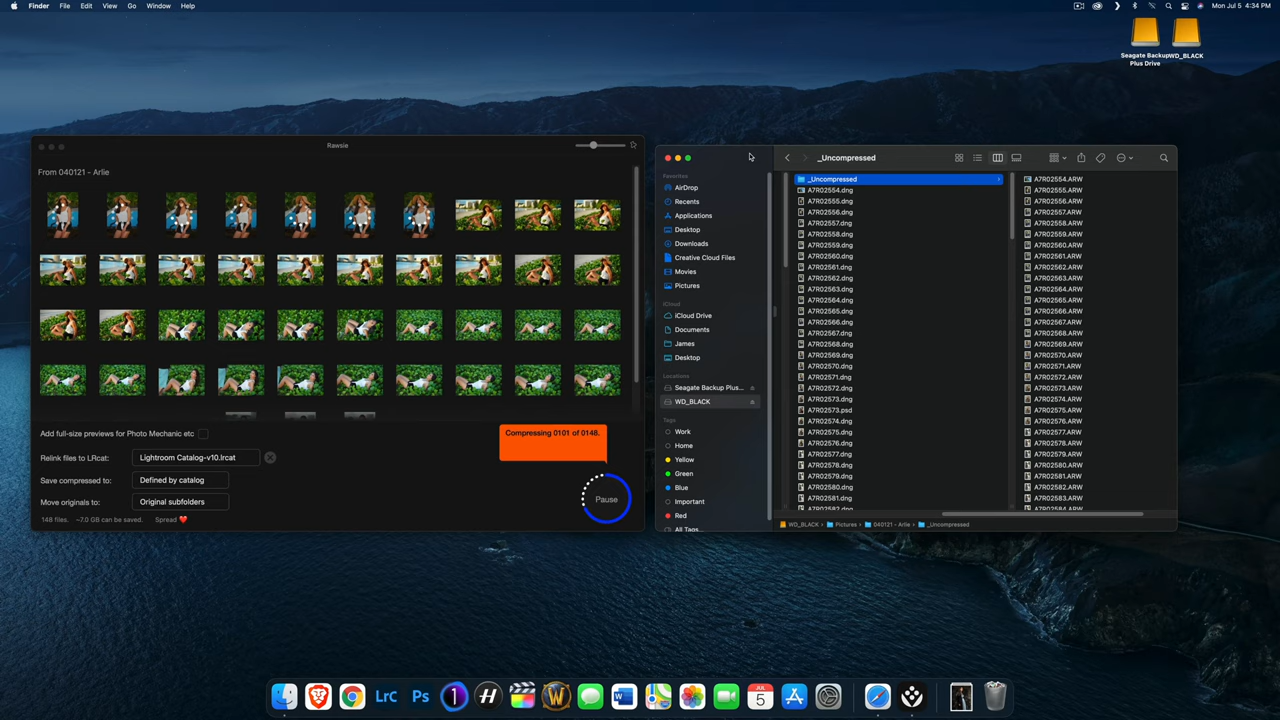 Finder File Edit View Go Window Help
Mon Jul 5 4:34 PM
Seagate Backup Plus Drive
WD_BLACK
Rawsie
From 040121 - Arlie
Add full-size previews for Photo Mechanic etc
Relink files to LRcat: Lightroom Catalog-v10.lrcat
Save compressed to: Defined by catalog
Move originals to: Original subfolders
148 files. ~7.0 GB can be saved. Spread
Compressing 0101 of 0148.
Pause
_Uncompressed
Favorites
AirDrop
Recents
Applications
Desktop
Downloads
Creative Cloud Files
Movies
Pictures
iCloud
iCloud Drive
Documents
James
Desktop
Locations
Seagate Backup Plus...
WD_BLACK
Tags
Work
Home
Yellow
Green
Blue
Important
Red
All Tags...
_Uncompressed
A7R02554.dng
A7R02555.dng
A7R02556.dng
A7R02557.dng
A7R02558.dng
A7R02559.dng
A7R02560.dng
A7R02561.dng
A7R02562.dng
A7R02563.dng
A7R02564.dng
A7R02565.dng
A7R02566.dng
A7R02567.dng
A7R02568.dng
A7R02569.dng
A7R02570.dng
A7R02571.dng
A7R02572.dng
A7R02573.dng
A7R02573.psd
A7R02574.dng
A7R02575.dng
A7R02576.dng
A7R02577.dng
A7R02578.dng
A7R02579.dng
A7R02580.dng
A7R02581.dng
A7R02582.dng
A7R02554.ARW
A7R02555.ARW
A7R02556.ARW
A7R02557.ARW
A7R02558.ARW
A7R02559.ARW
A7R02560.ARW
A7R02561.ARW
A7R02562.ARW
A7R02563.ARW
A7R02564.ARW
A7R02565.ARW
A7R02566.ARW
A7R02567.ARW
A7R02568.ARW
A7R02569.ARW
A7R02570.ARW
A7R02571.ARW
A7R02572.ARW
A7R02573.ARW
A7R02574.ARW
A7R02575.ARW
A7R02576.ARW
A7R02577.ARW
A7R02578.ARW
A7R02579.ARW
A7R02580.ARW
A7R02581.ARW
A7R02582.ARW
A7R02583.ARW
A7R02584.ARW
WD_BLACK › Pictures › 040121 - Arlie › _Uncompressed
LrC Ps 1 H W W JUL 5